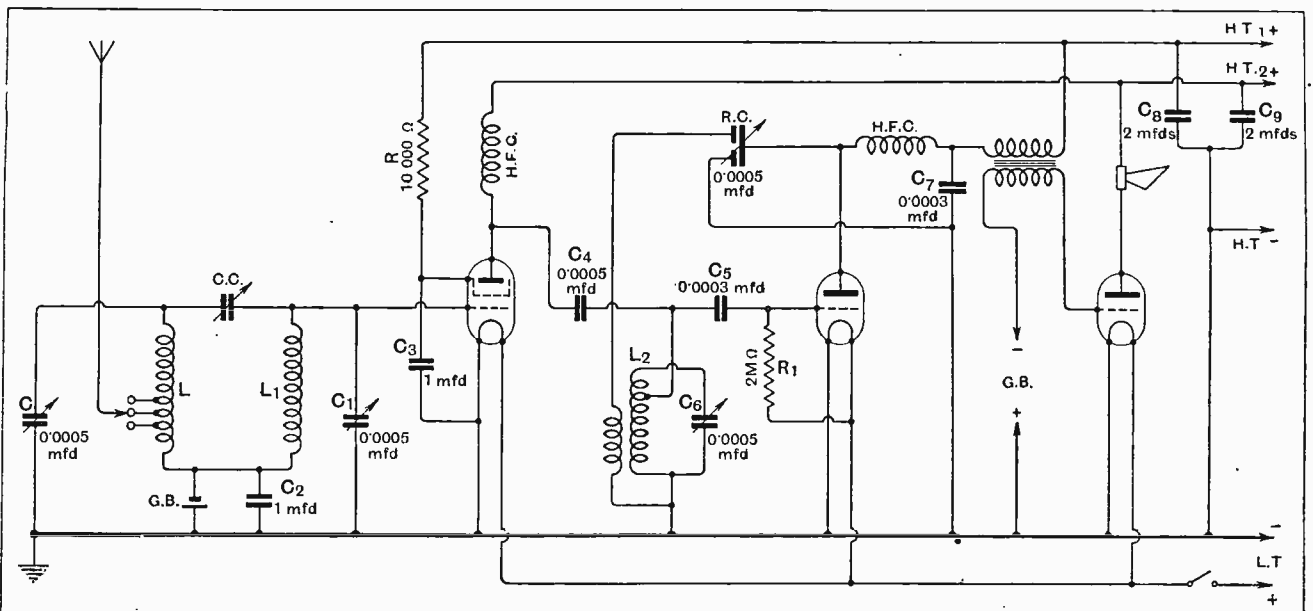 H T 1+
H T. 2+
R.C.
0·0005
mfd
H.F.C.
C8
2 mfds
C9
2 mfds
R
10 000 Ω
H.F.C.
C7
0·0003
mfd
H.T -
C.C.
C4
0·0005
mfd
C5
0·0003 mfd
C3
1 mfd
L
L1
L2
2MΩ
R1
-
G.B.
+
C
0·0005
mfd
C1
0·0005
mfd
C6
0·0005
mfd
G.B.
C2
1 mfd
-
L.T
+